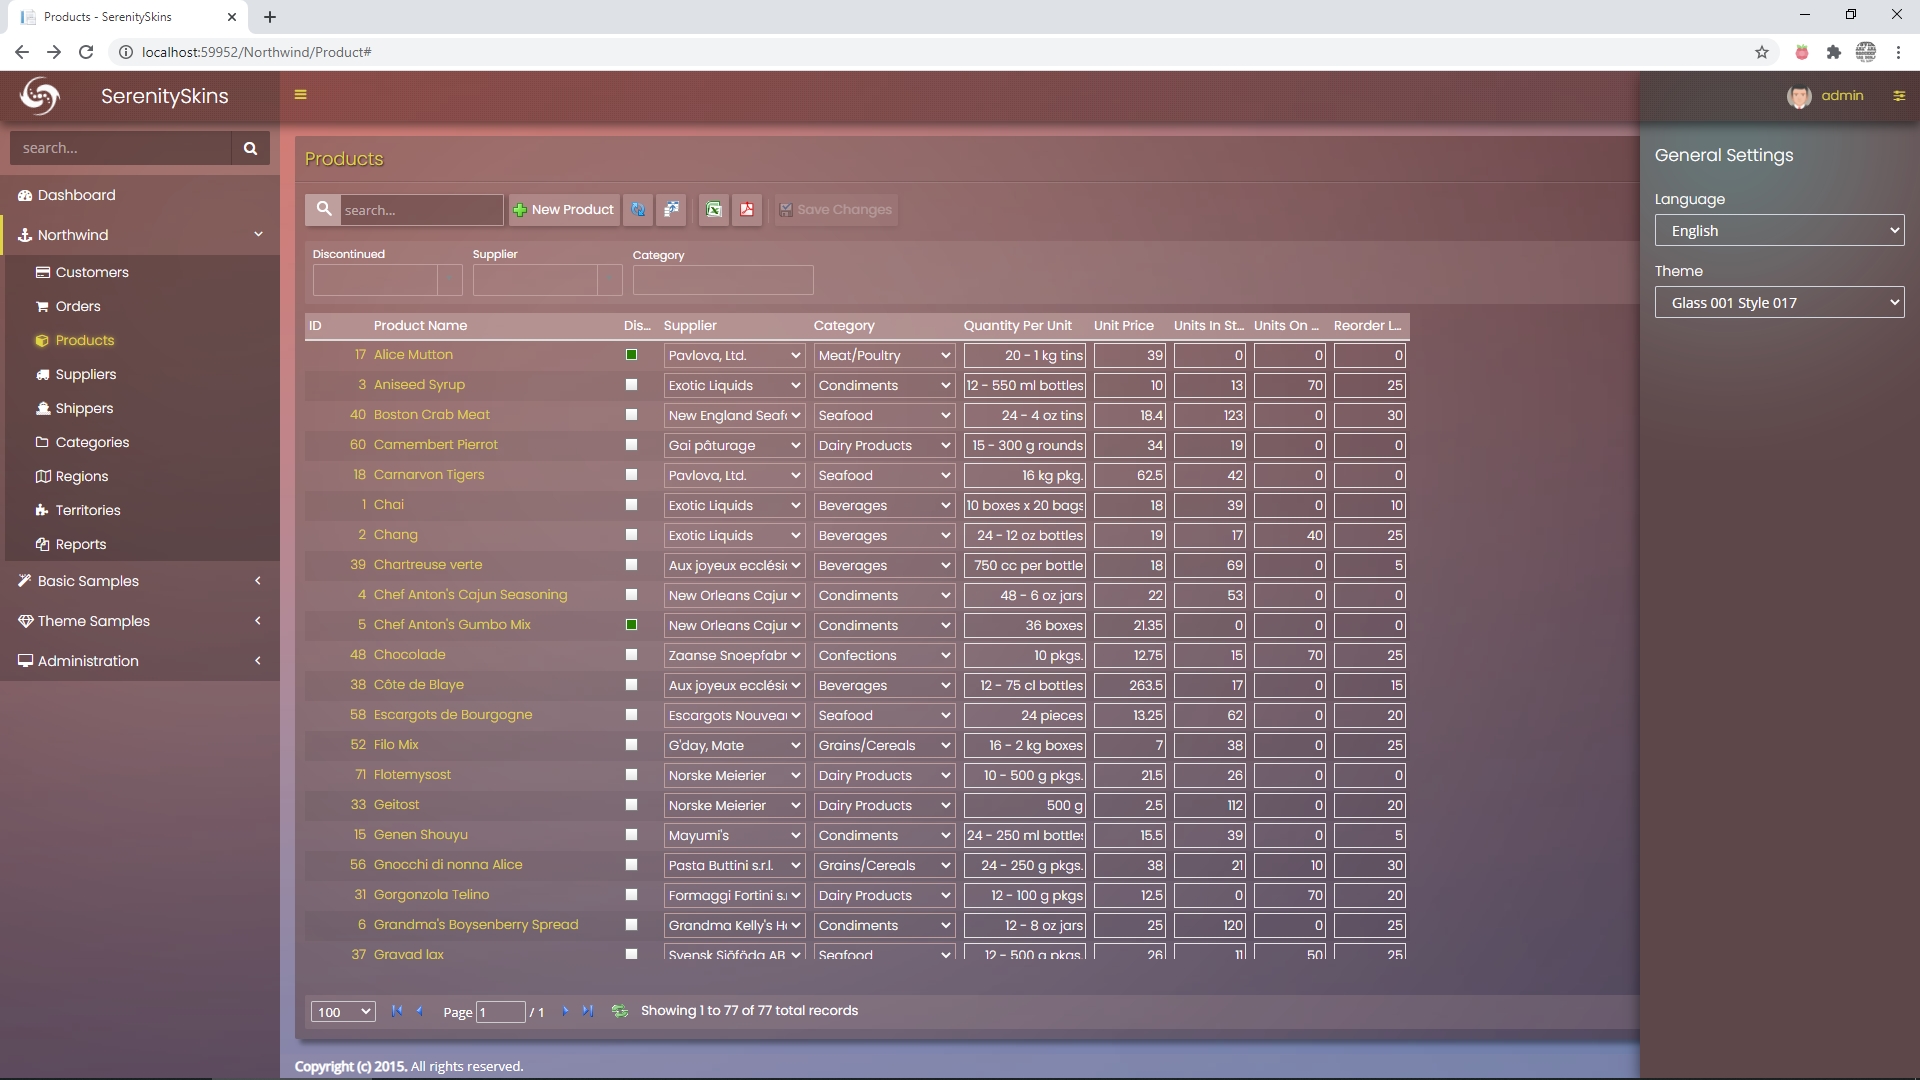 Products - SerenitySkins
localhost:59952/Northwind/Product#
SerenitySkins
admin
search...
Dashboard
Northwind
Customers
Orders
Products
Suppliers
Shippers
Categories
Regions
Territories
Reports
Basic Samples
Theme Samples
Administration
Products
search... New Product Save Changes
Discontinued Supplier Category
ID Product Name Dis... Supplier Category Quantity Per Unit Unit Price Units In St... Units On ... Reorder L...
17 Alice Mutton Pavlova, Ltd. Meat/Poultry 20 - 1 kg tins 39 0 0 0
3 Aniseed Syrup Exotic Liquids Condiments 12 - 550 ml bottles 10 13 70 25
40 Boston Crab Meat New England Seaf Seafood 24 - 4 oz tins 18.4 123 0 30
60 Camembert Pierrot Gai pâturage Dairy Products 15 - 300 g rounds 34 19 0 0
18 Carnarvon Tigers Pavlova, Ltd. Seafood 16 kg pkg. 62.5 42 0 0
1 Chai Exotic Liquids Beverages 10 boxes x 20 bags 18 39 0 10
2 Chang Exotic Liquids Beverages 24 - 12 oz bottles 19 17 40 25
39 Chartreuse verte Aux joyeux ecclési Beverages 750 cc per bottle 18 69 0 5
4 Chef Anton's Cajun Seasoning New Orleans Cajur Condiments 48 - 6 oz jars 22 53 0 0
5 Chef Anton's Gumbo Mix New Orleans Cajur Condiments 36 boxes 21.35 0 0 0
48 Chocolade Zaanse Snoepfabr Confections 10 pkgs. 12.75 15 70 25
38 Côte de Blaye Aux joyeux ecclési Beverages 12 - 75 cl bottles 263.5 17 0 15
58 Escargots de Bourgogne Escargots Nouveau Seafood 24 pieces 13.25 62 0 20
52 Filo Mix G'day, Mate Grains/Cereals 16 - 2 kg boxes 7 38 0 25
71 Flotemysost Norske Meierier Dairy Products 10 - 500 g pkgs. 21.5 26 0 0
33 Geitost Norske Meierier Dairy Products 500 g 2.5 112 0 20
15 Genen Shouyu Mayumi's Condiments 24 - 250 ml bottles 15.5 39 0 5
56 Gnocchi di nonna Alice Pasta Buttini s.r.l. Grains/Cereals 24 - 250 g pkgs. 38 21 10 30
31 Gorgonzola Telino Formaggi Fortini s. Dairy Products 12 - 100 g pkgs 12.5 0 70 20
6 Grandma's Boysenberry Spread Grandma Kelly's H Condiments 12 - 8 oz jars 25 120 0 25
37 Gravad lax Svensk Sjöföda AB Seafood 12 - 500 g pkgs. 26 11 50 25
100 Page 1 / 1 Showing 1 to 77 of 77 total records
Copyright (c) 2015. All rights reserved.
General Settings
Language
English
Theme
Glass 001 Style 017